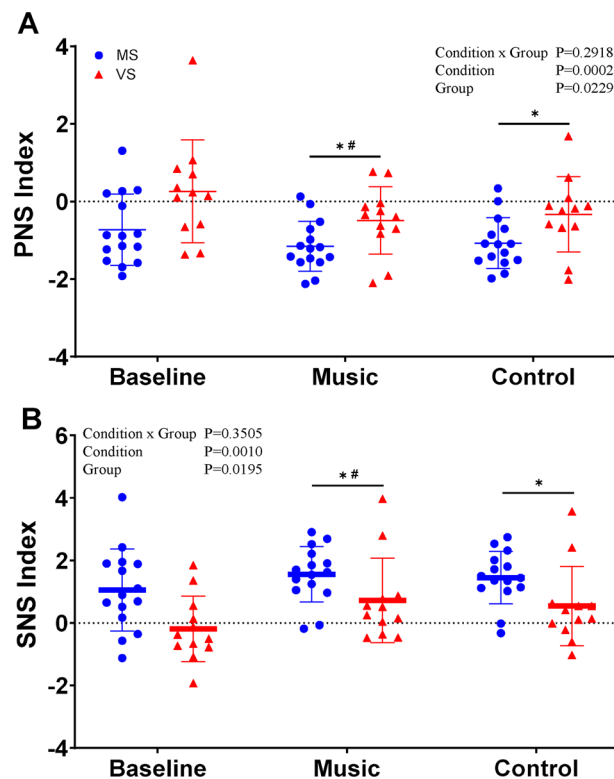 A
MS
VS
Condition x Group P=0.2918
Condition P=0.0002
Group P=0.0229
* #
*
PNS Index
4
2
0
-2
-4
Baseline Music Control
B
Condition x Group P=0.3505
Condition P=0.0010
Group P=0.0195
* #
*
SNS Index
6
4
2
0
-2
-4
Baseline Music Control